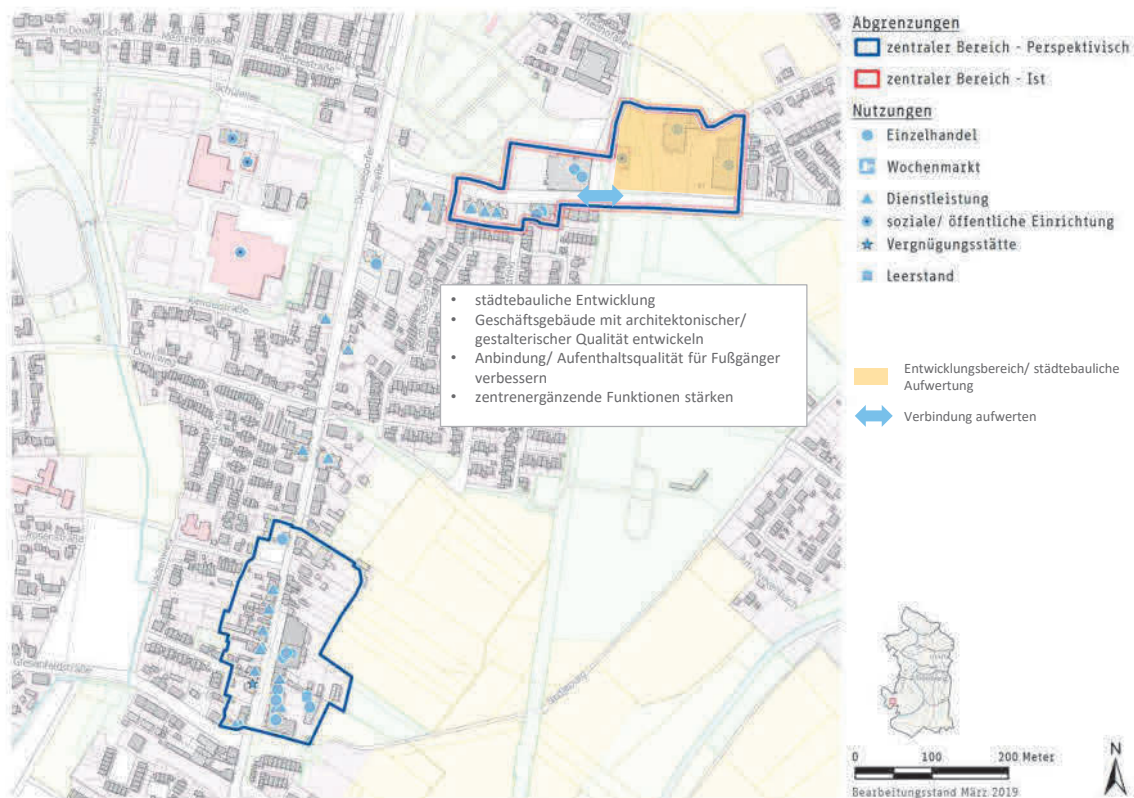 Abgrenzungen
zentraler Bereich - Perspektivisch
zentraler Bereich - Ist
Nutzungen
Einzelhandel
Wochenmarkt
Dienstleistung
soziale/ öffentliche Einrichtung
Vergnügungsstätte
Leerstand
Entwicklungsbereich/ städtebauliche
Aufwertung
Verbindung aufwerten
• städtebauliche Entwicklung
• Geschäftsgebäude mit architektonischer/
gestalterischer Qualität entwickeln
• Anbindung/ Aufenthaltsqualität für Fußgänger
verbessern
• zentrenergänzende Funktionen stärken
Düsseldorfer
Straße
Donkweg
Giesenfeldstraße
0 100 200 Meter
Bearbeitungsstand März 2019
N